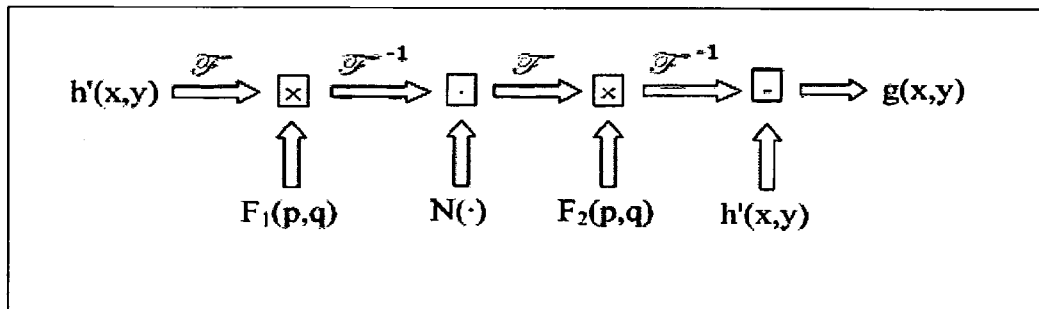 ℱ ℱ⁻¹ ℱ ℱ⁻¹
h'(x,y) × · × - g(x,y)
F₁(p,q) N(·) F₂(p,q) h'(x,y)